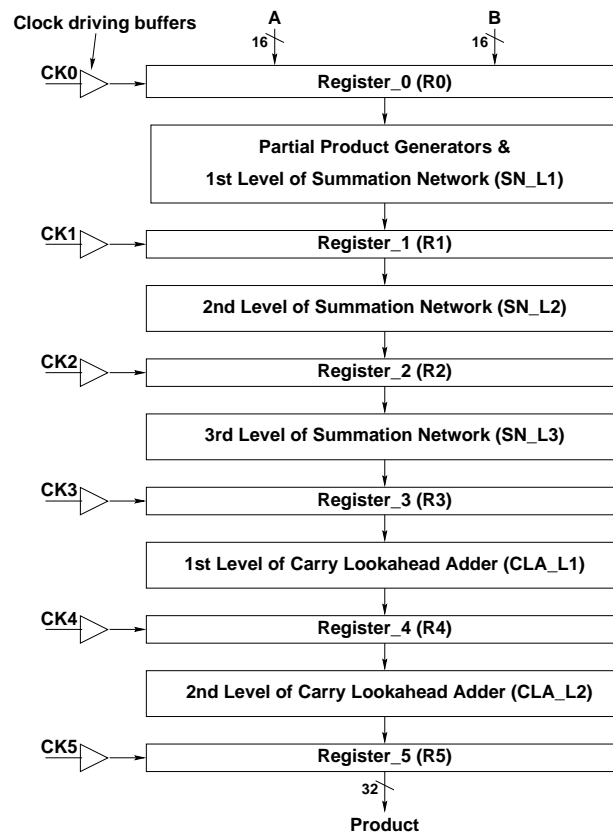 Clock driving buffers
A
B
16
16
CK0
Register_0 (R0)
Partial Product Generators &
1st Level of Summation Network (SN_L1)
CK1
Register_1 (R1)
2nd Level of Summation Network (SN_L2)
CK2
Register_2 (R2)
3rd Level of Summation Network (SN_L3)
CK3
Register_3 (R3)
1st Level of Carry Lookahead Adder (CLA_L1)
CK4
Register_4 (R4)
2nd Level of Carry Lookahead Adder (CLA_L2)
CK5
Register_5 (R5)
32
Product